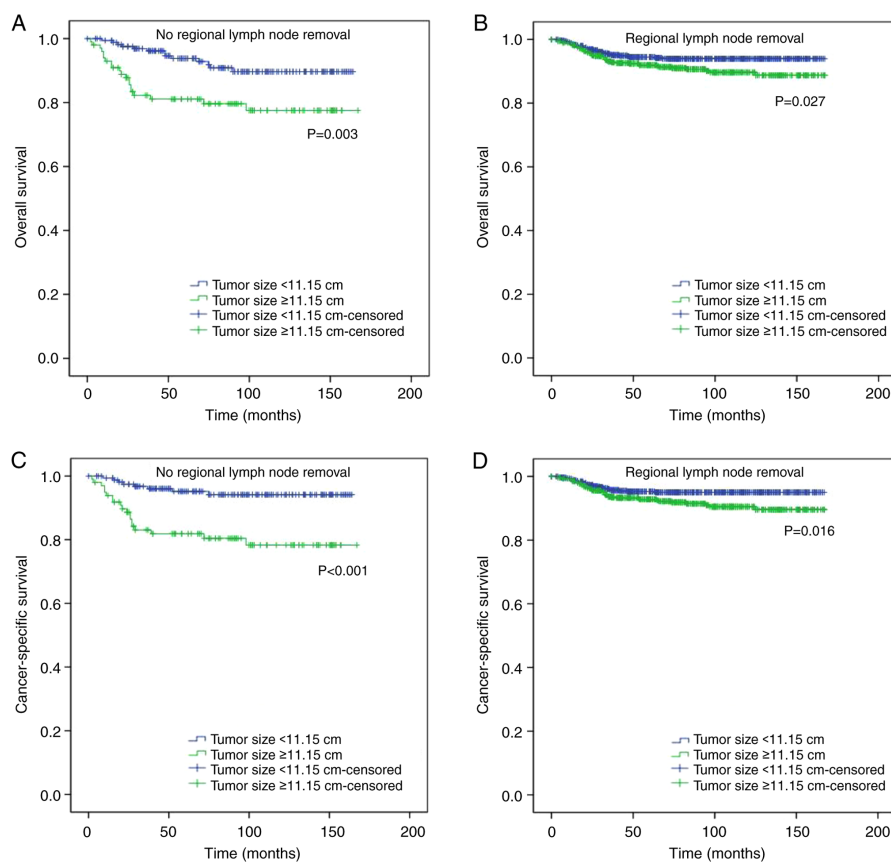 A
No regional lymph node removal
1.0
0.8
0.6
0.4
0.2
0.0
Overall survival
P=0.003
Tumor size <11.15 cm
Tumor size ≥11.15 cm
Tumor size <11.15 cm-censored
Tumor size ≥11.15 cm-censored
0 50 100 150 200
Time (months)
B
Regional lymph node removal
1.0
0.8
0.6
0.4
0.2
0.0
Overall survival
P=0.027
Tumor size <11.15 cm
Tumor size ≥11.15 cm
Tumor size <11.15 cm-censored
Tumor size ≥11.15 cm-censored
0 50 100 150 200
Time (months)
C
No regional lymph node removal
1.0
0.8
0.6
0.4
0.2
0.0
Cancer-specific survival
P<0.001
Tumor size <11.15 cm
Tumor size ≥11.15 cm
Tumor size <11.15 cm-censored
Tumor size ≥11.15 cm-censored
0 50 100 150 200
Time (months)
D
Regional lymph node removal
1.0
0.8
0.6
0.4
0.2
0.0
Cancer-specific survival
P=0.016
Tumor size <11.15 cm
Tumor size ≥11.15 cm
Tumor size <11.15 cm-censored
Tumor size ≥11.15 cm-censored
0 50 100 150 200
Time (months)